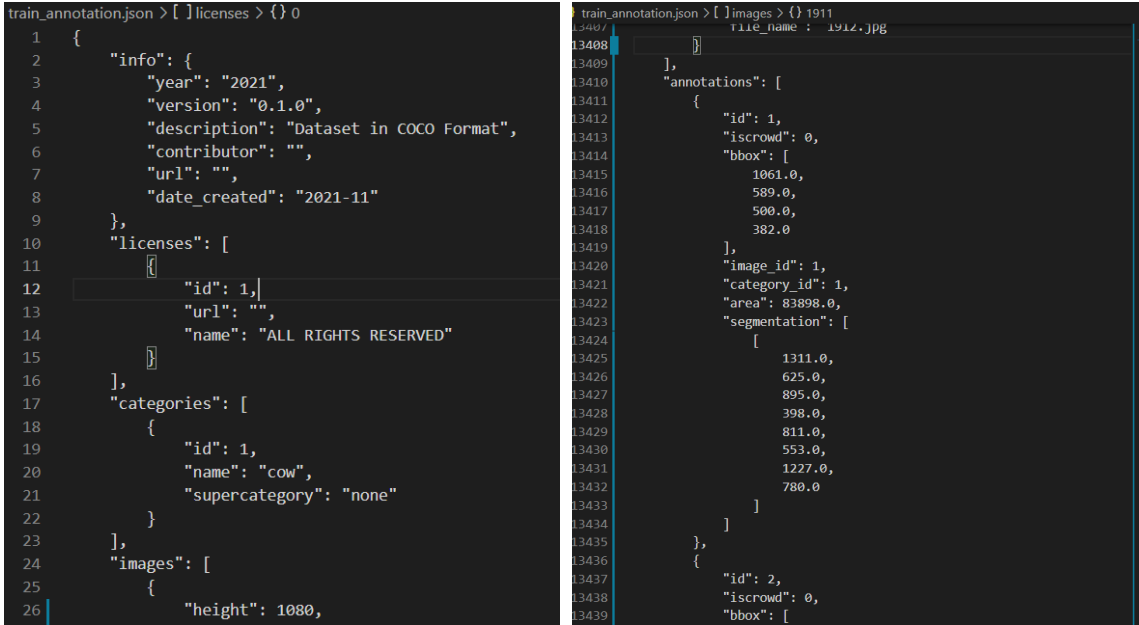 train_annotation.json > [ ] licenses > {} 0
1 {
2 "info": {
3 "year": "2021",
4 "version": "0.1.0",
5 "description": "Dataset in COCO Format",
6 "contributor": "",
7 "url": "",
8 "date_created": "2021-11"
9 },
10 "licenses": [
11 {
12 "id": 1,
13 "url": "",
14 "name": "ALL RIGHTS RESERVED"
15 }
16 ],
17 "categories": [
18 {
19 "id": 1,
20 "name": "cow",
21 "supercategory": "none"
22 }
23 ],
24 "images": [
25 {
26 "height": 1080,
train_annotation.json > [ ] images > {} 1911
13407 "file_name": "1912.jpg"
13408 }
13409 ],
13410 "annotations": [
13411 {
13412 "id": 1,
13413 "iscrowd": 0,
13414 "bbox": [
13415 1061.0,
13416 589.0,
13417 500.0,
13418 382.0
13419 ],
13420 "image_id": 1,
13421 "category_id": 1,
13422 "area": 83898.0,
13423 "segmentation": [
13424 [
13425 1311.0,
13426 625.0,
13427 895.0,
13428 398.0,
13429 811.0,
13430 553.0,
13431 1227.0,
13432 780.0
13433 ]
13434 ]
13435 },
13436 {
13437 "id": 2,
13438 "iscrowd": 0,
13439 "bbox": [